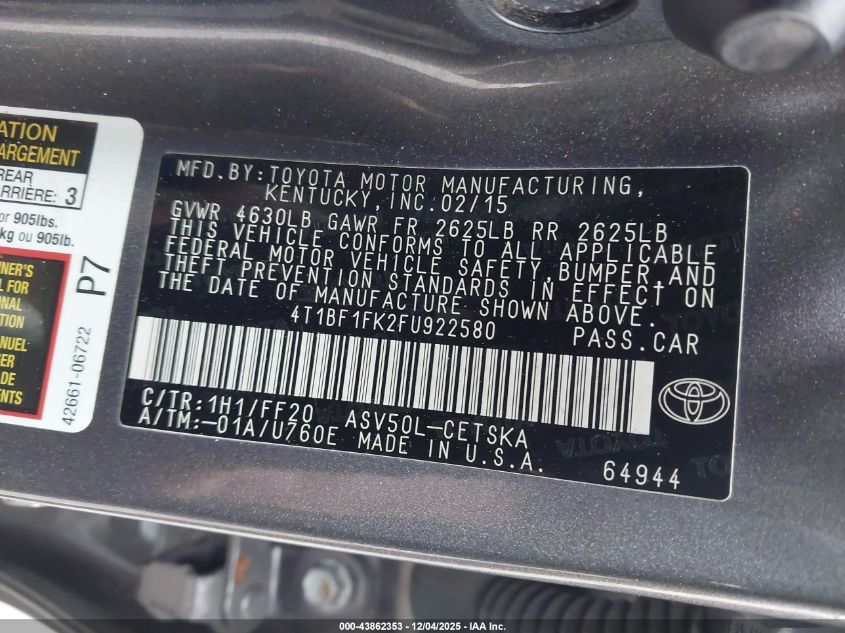 ATION
ARGEMENT
REAR
ARRIÈRE: 3
or 905lbs.
kg ou 905lb.
NER'S
L FOR
ONAL
ATION
ANUEL
DE
ENTS
42661-06722
P7
MFD.BY:TOYOTA MOTOR MANUFACTURING,
KENTUCKY,INC.02/15
GVWR 4630LB GAWR FR 2625LB RR 2625LB
THIS VEHICLE CONFORMS TO ALL APPLICABLE
FEDERAL MOTOR VEHICLE SAFETY,BUMPER,AND
THEFT PREVENTION STANDARDS IN EFFECT ON
THE DATE OF MANUFACTURE SHOWN ABOVE.
4T1BF1FK2FU922580 PASS.CAR
C/TR:1H1/FF20 ASV50L-CETSKA
A/TM:-01A/U760E MADE IN U.S.A.
64944
000-43862353 - 12/04/2025 - IAA Inc.